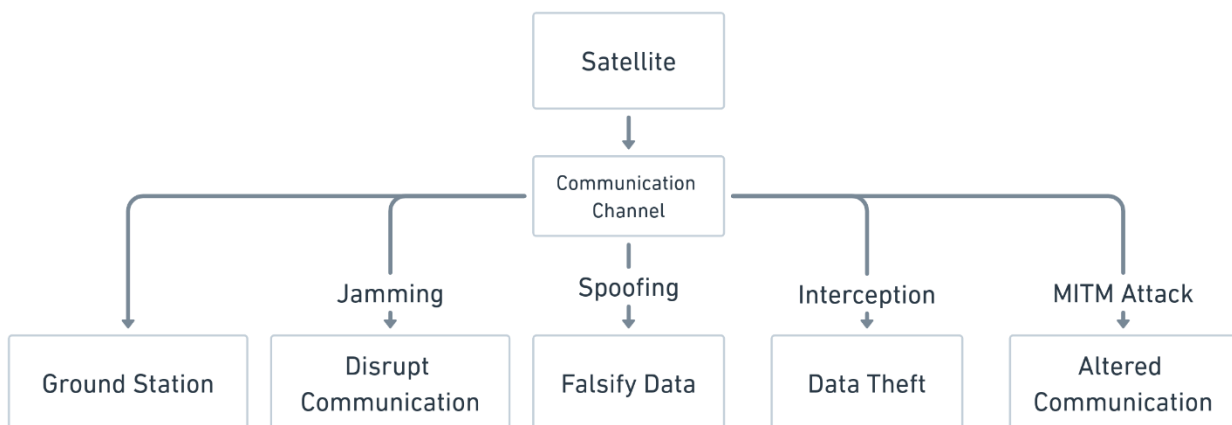 Satellite
Communication
Channel
Jamming
Spoofing
Interception
MITM Attack
Ground Station
Disrupt
Communication
Falsify Data
Data Theft
Altered
Communication